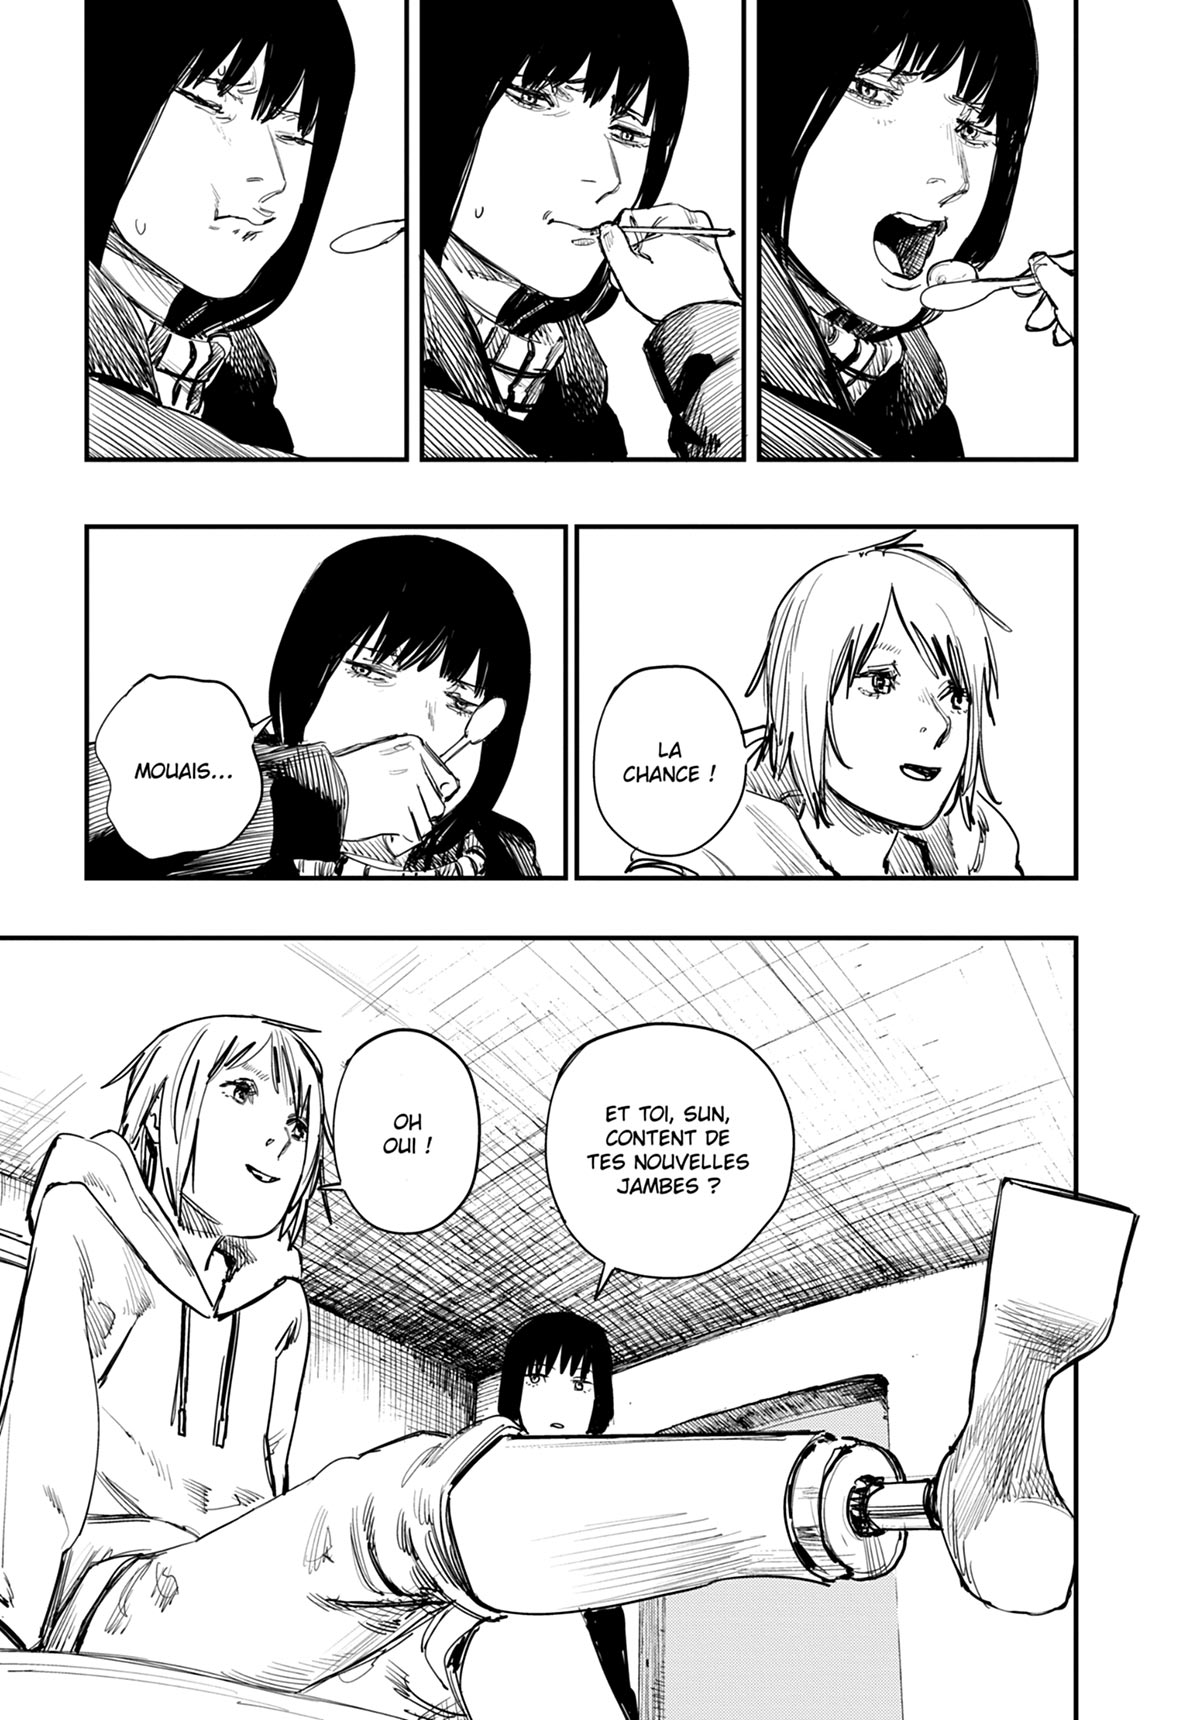 LA
CHANCE !
MOUAIS...
ET TOI, SUN,
CONTENT DE
TES NOUVELLES
JAMBES ?
OH
OUI !